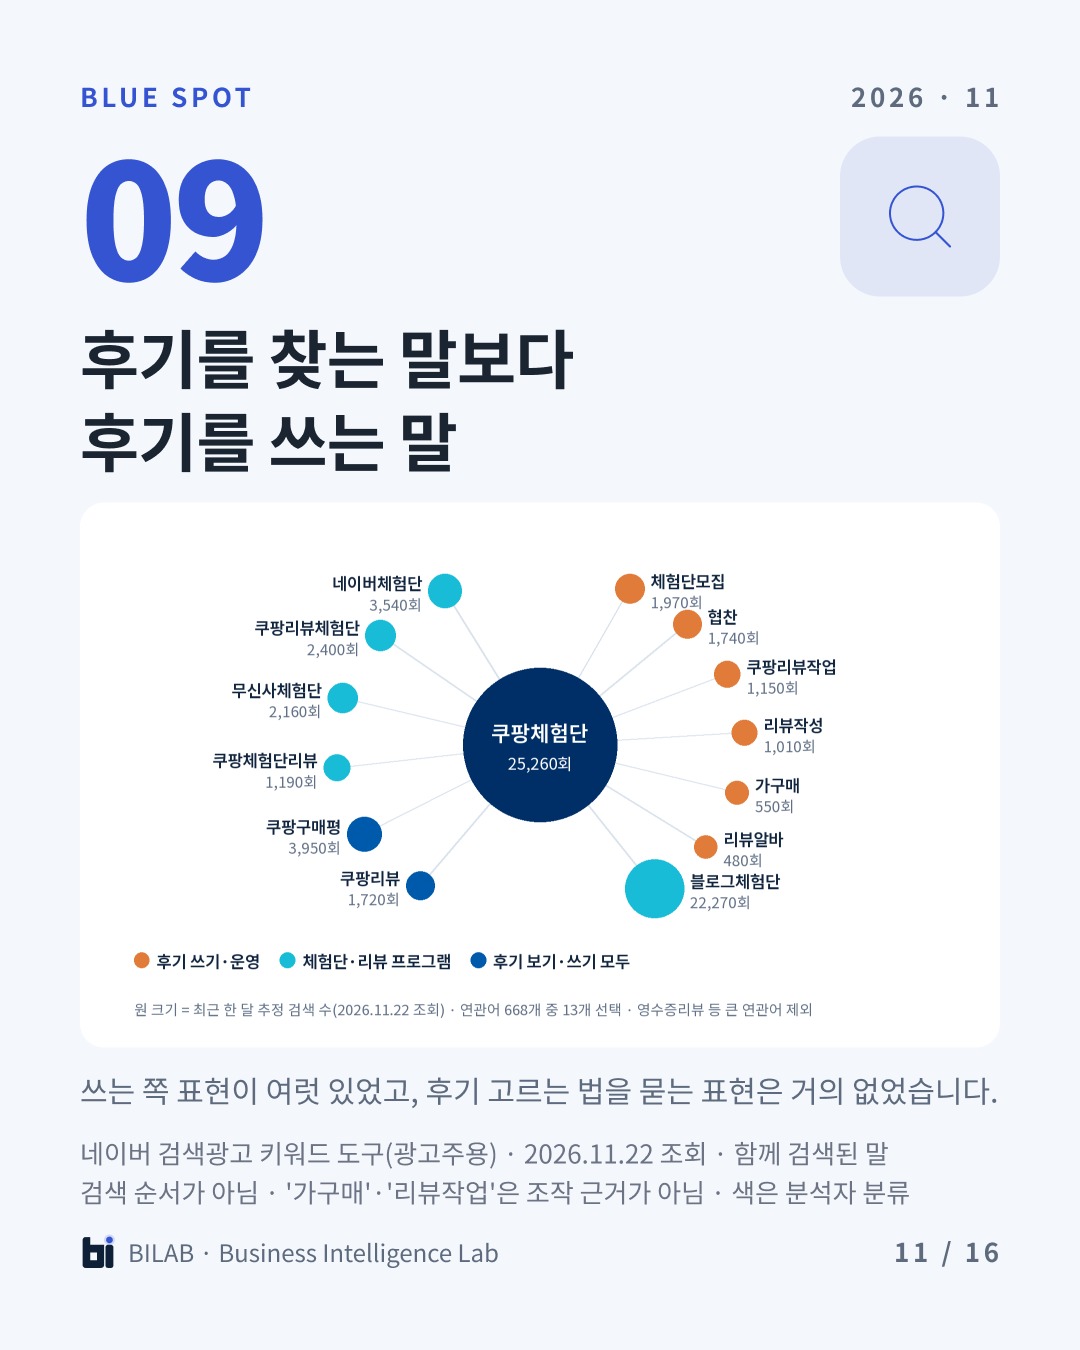 BLUE SPOT
2026 · 11
09
후기를 찾는 말보다
후기를 쓰는 말
네이버체험단
3,540회
쿠팡리뷰체험단
2,400회
무신사체험단
2,160회
쿠팡체험단리뷰
1,190회
쿠팡구매평
3,950회
쿠팡리뷰
1,720회
쿠팡체험단
25,260회
체험단모집
1,970회
협찬
1,740회
쿠팡리뷰작업
1,150회
리뷰작성
1,010회
가구매
550회
리뷰알바
480회
블로그체험단
22,270회
후기 쓰기·운영
체험단·리뷰 프로그램
후기 보기·쓰기 모두
원 크기 = 최근 한 달 추정 검색 수(2026.11.22 조회) · 연관어 668개 중 13개 선택 · 영수증리뷰 등 큰 연관어 제외
쓰는 쪽 표현이 여럿 있었고, 후기 고르는 법을 묻는 표현은 거의 없었습니다.
네이버 검색광고 키워드 도구(광고주용) · 2026.11.22 조회 · 함께 검색된 말
검색 순서가 아님 · '가구매'·'리뷰작업'은 조작 근거가 아님 · 색은 분석자 분류
bi BILAB · Business Intelligence Lab
11 / 16